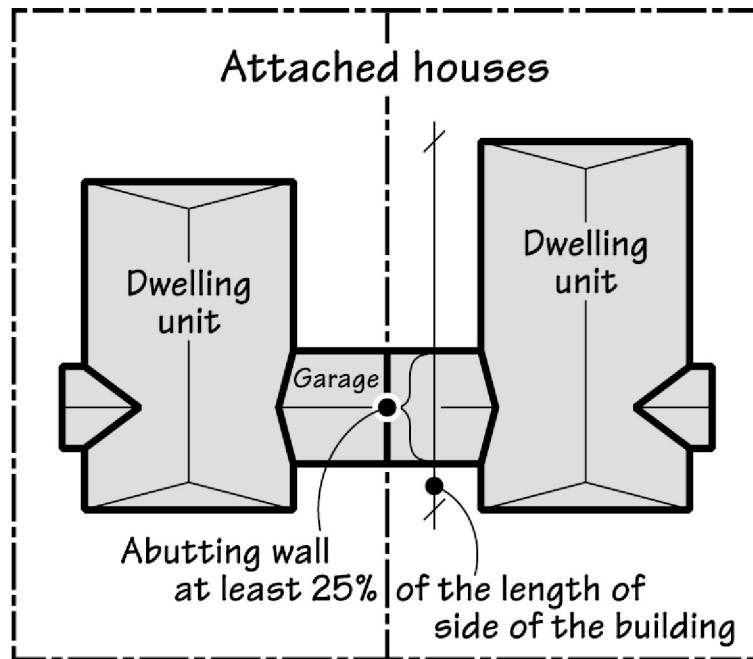 Attached houses
Dwelling
unit
Dwelling
unit
Garage
Abutting wall
at least 25% of the length of
side of the building